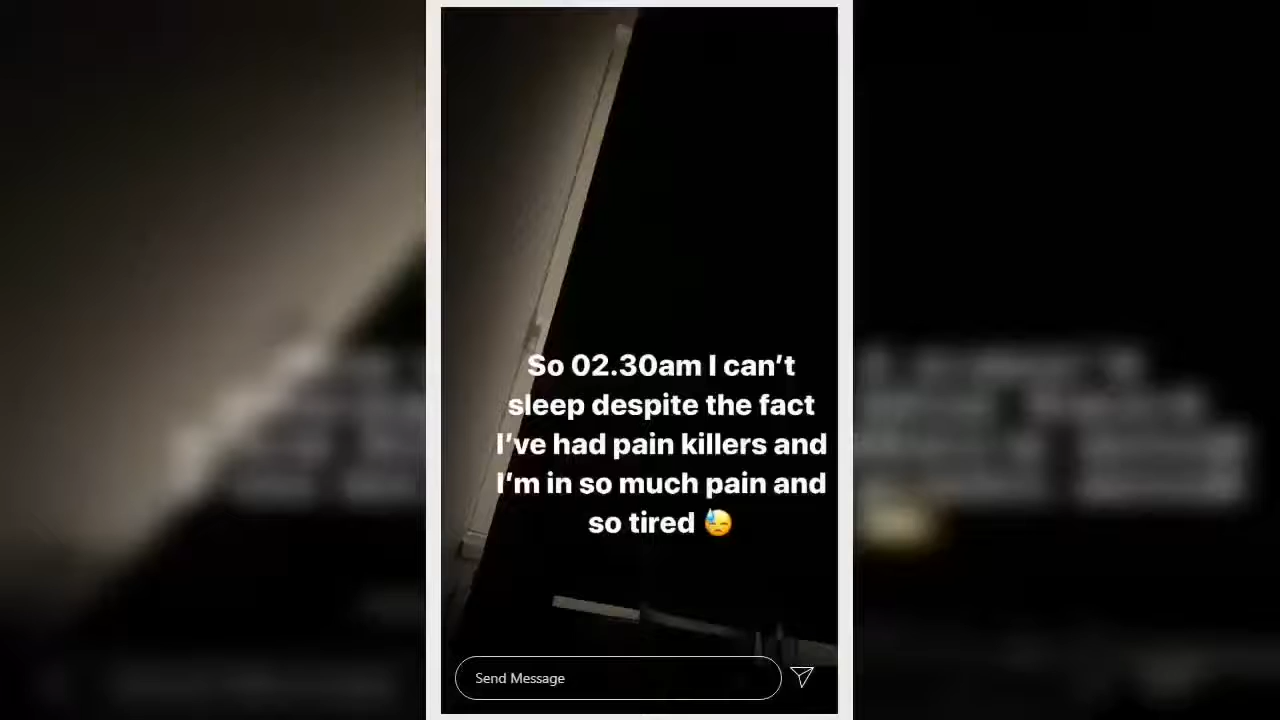 So 02.30am I can’t
sleep despite the fact
I’ve had pain killers and
I’m in so much pain and
so tired 😓
Send Message